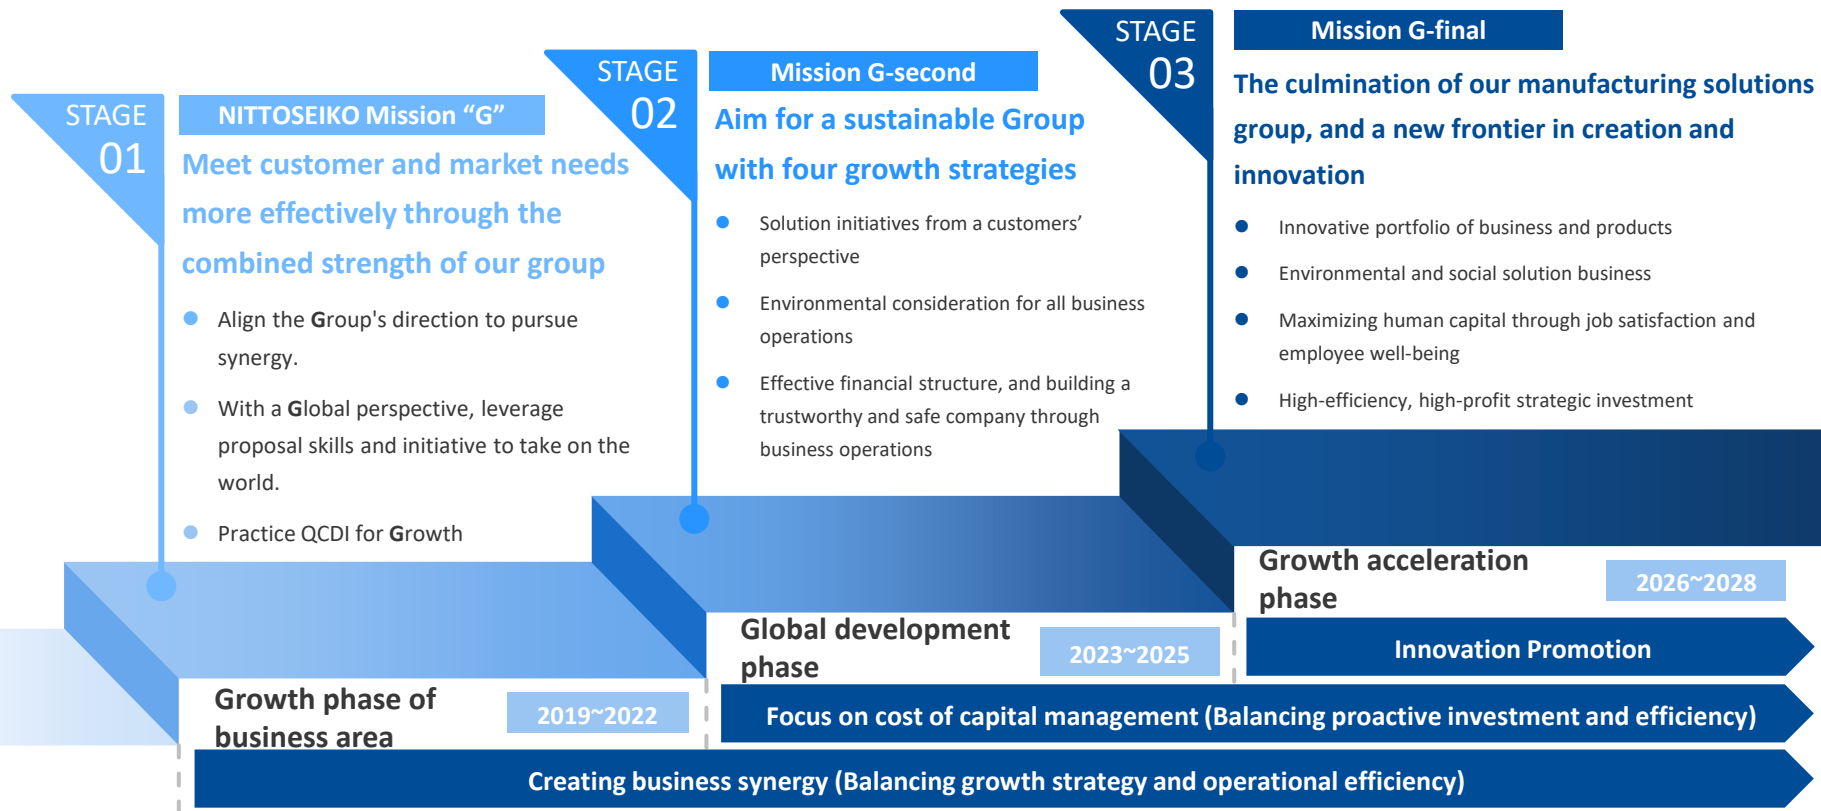 STAGE
01
NITTOSEIKO Mission “G”
Meet customer and market needs
more effectively through the
combined strength of our group
Align the Group's direction to pursue
synergy.
With a Global perspective, leverage
proposal skills and initiative to take on the
world.
Practice QCDI for Growth
STAGE
02
Mission G-second
Aim for a sustainable Group
with four growth strategies
Solution initiatives from a customers’
perspective
Environmental consideration for all business
operations
Effective financial structure, and building a
trustworthy and safe company through
business operations
STAGE
03
Mission G-final
The culmination of our manufacturing solutions
group, and a new frontier in creation and
innovation
Innovative portfolio of business and products
Environmental and social solution business
Maximizing human capital through job satisfaction and
employee well-being
High-efficiency, high-profit strategic investment
Growth phase of
business area
2019~2022
Global development
phase
2023~2025
Growth acceleration
phase
2026~2028
Innovation Promotion
Focus on cost of capital management (Balancing proactive investment and efficiency)
Creating business synergy (Balancing growth strategy and operational efficiency)